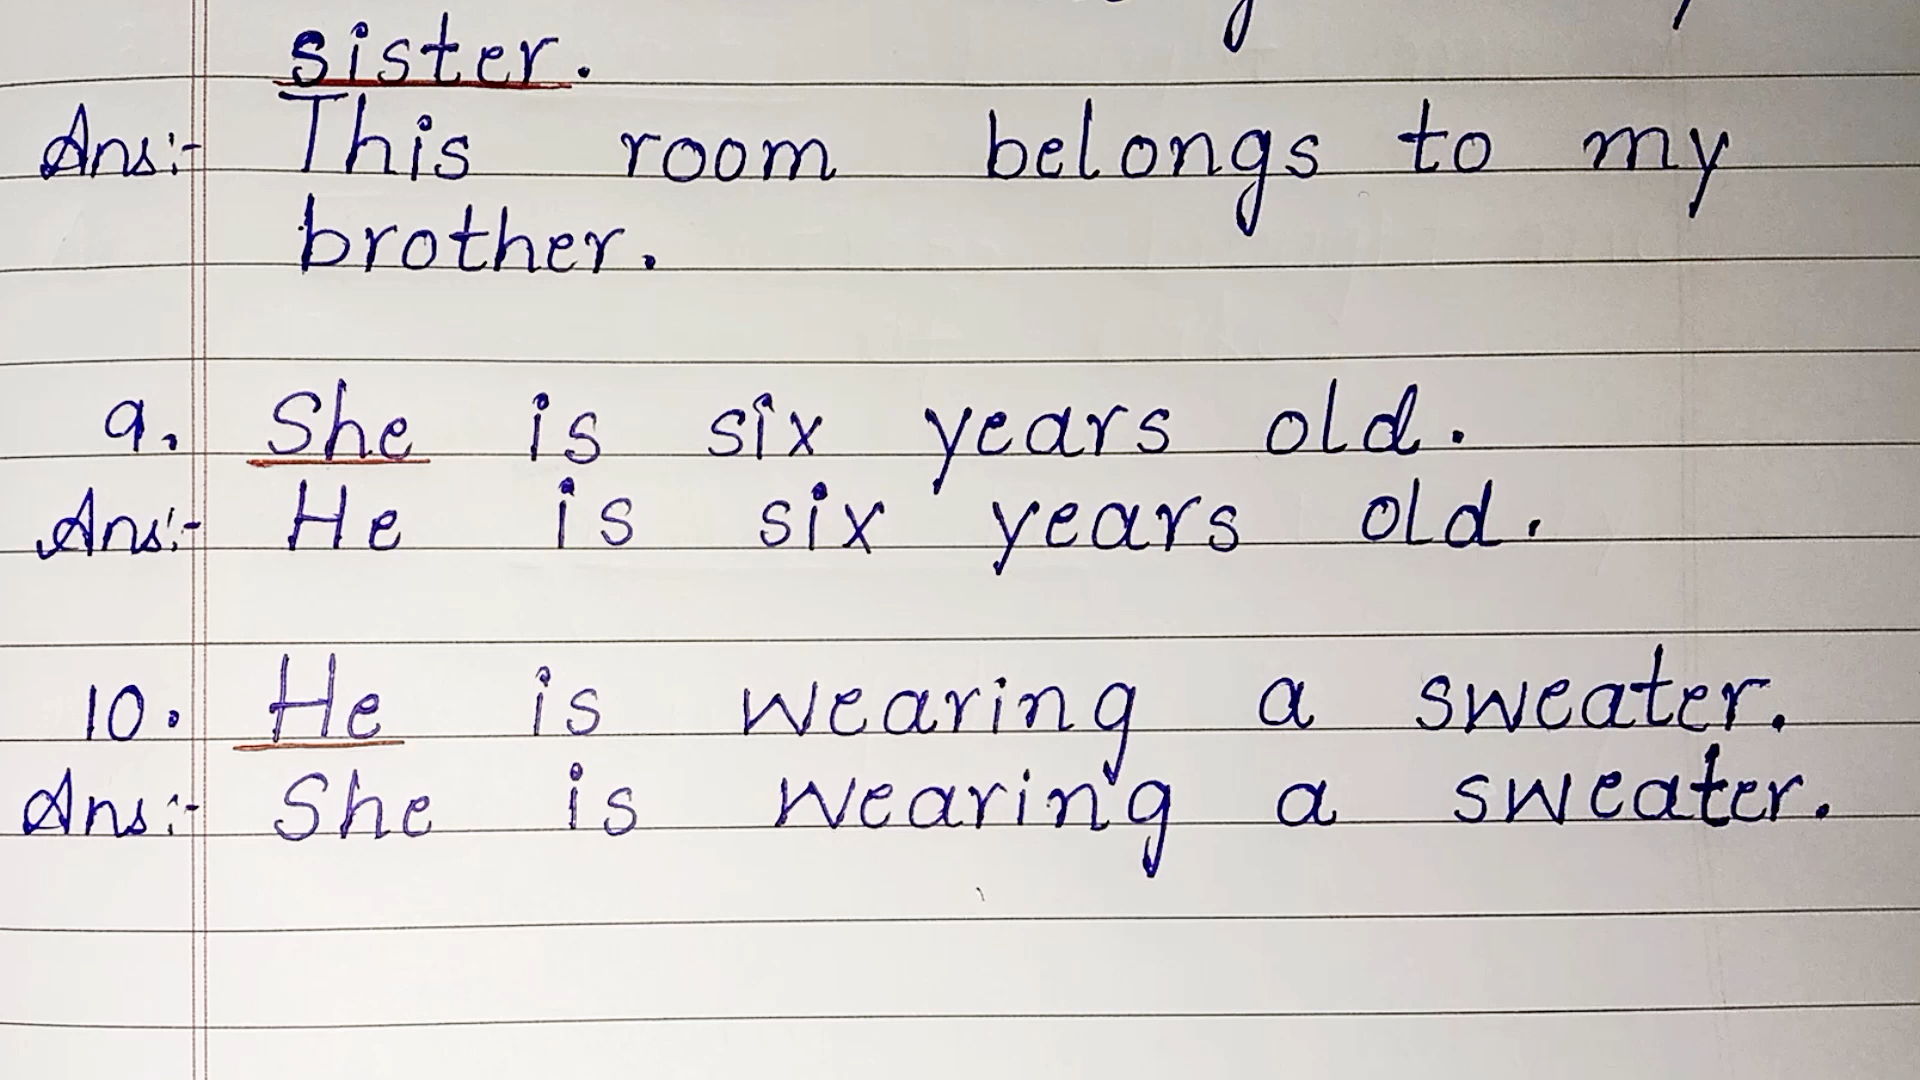 sister.
Ans:- This room belongs to my
brother.
9. She is six years old.
Ans:- He is six years old.
10. He is wearing a sweater.
Ans:- She is wearing a sweater.